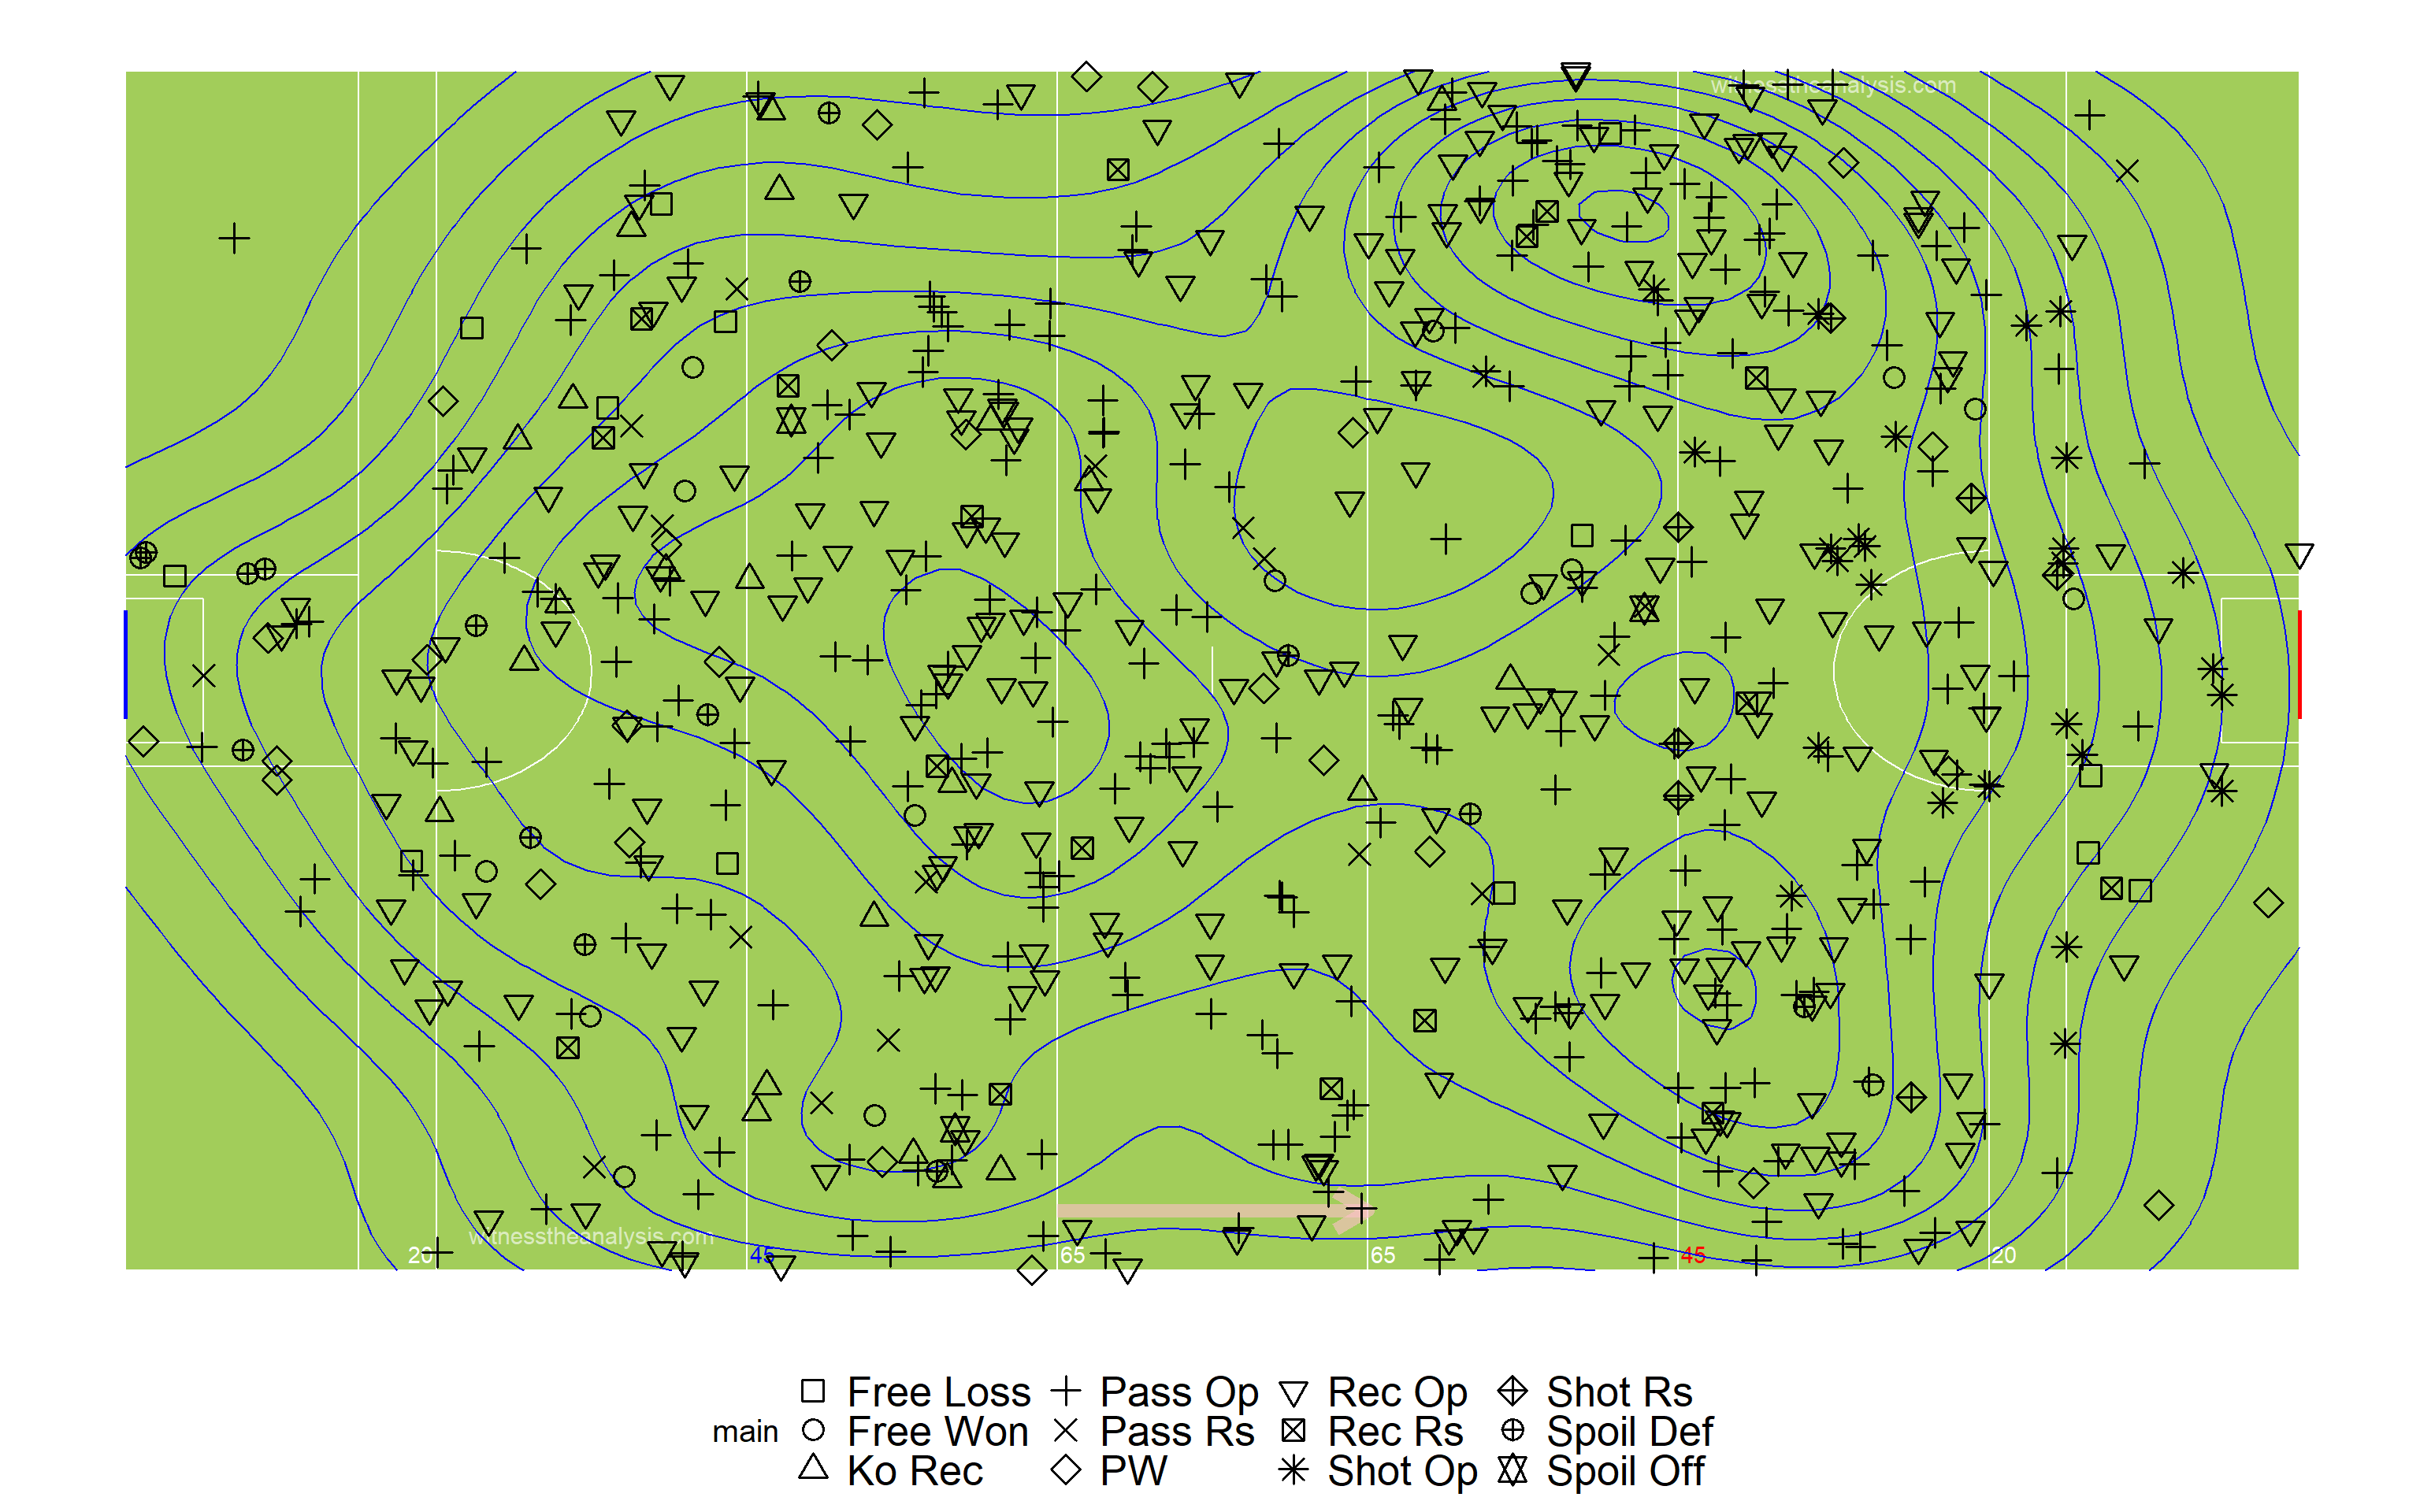 witnesstheanalysis.com
witnesstheanalysis.com
20 45 65 65 45 20
Free Loss Pass Op Rec Op Shot Rs
main Free Won Pass Rs Rec Rs Spoil Def
Ko Rec PW Shot Op Spoil Off